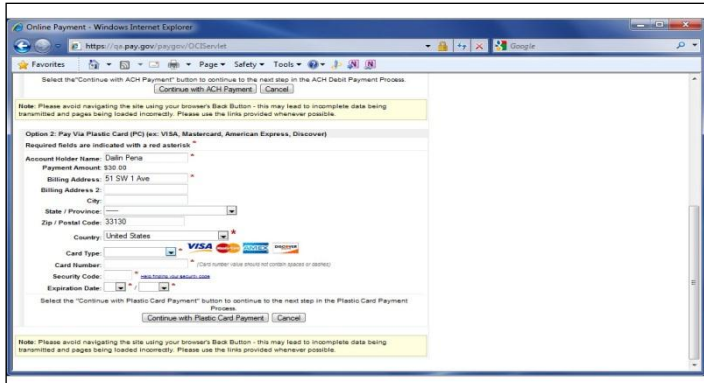 Online Payment - Windows Internet Explorer
https://qa.pay.gov/paygov/OCIServlet
Google
Favorites
Page Safety Tools
Select the"Continue with ACH Payment" button to continue to the next step in the ACH Debit Payment Process.
Continue with ACH Payment Cancel
Note: Please avoid navigating the site using your browser's Back Button - this may lead to incomplete data being
transmitted and pages being loaded incorrectly. Please use the links provided whenever possible.
Option 2: Pay Via Plastic Card (PC) (ex: VISA, Mastercard, American Express, Discover)
Required fields are indicated with a red asterisk *
Account Holder Name: Dailin Pena *
Payment Amount: $30.00
Billing Address: 51 SW 1 Ave *
Billing Address 2:
City:
State / Province:
Zip / Postal Code: 33130
Country: United States *
Card Type: * VISA MasterCard AMEX DISCOVER
Card Number: * (Card number value should not contain spaces or dashes)
Security Code: * Help finding your security code
Expiration Date: * / *
Select the "Continue with Plastic Card Payment" button to continue to the next step in the Plastic Card Payment
Process.
Continue with Plastic Card Payment Cancel
Note: Please avoid navigating the site using your browser's Back Button - this may lead to incomplete data being
transmitted and pages being loaded incorrectly. Please use the links provided whenever possible.